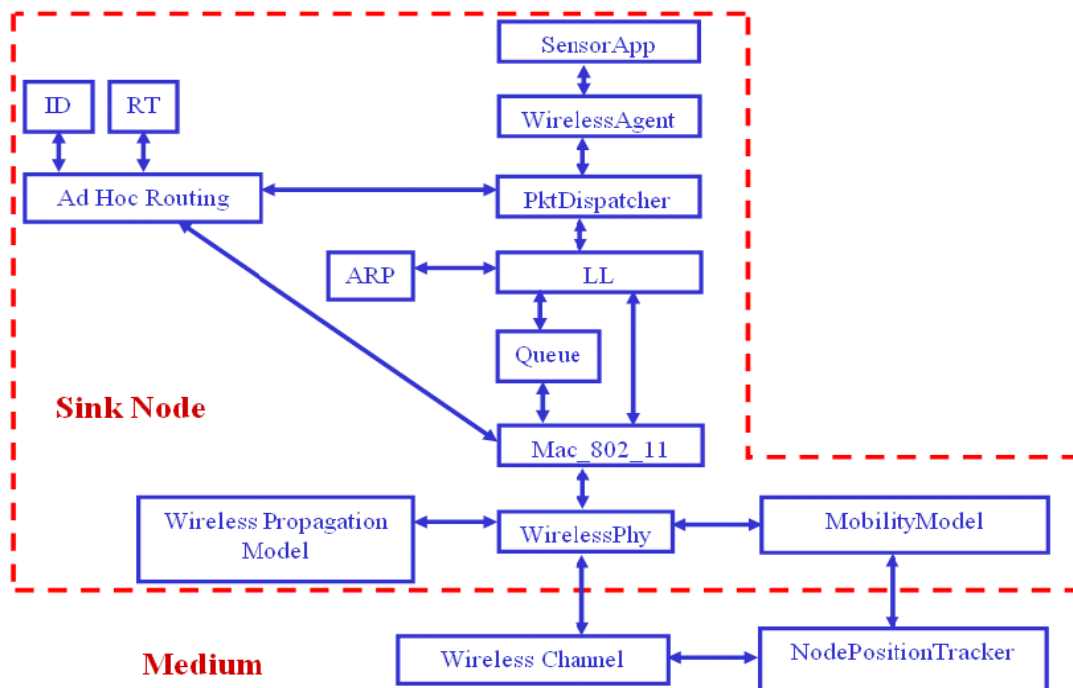 SensorApp
ID
RT
WirelessAgent
Ad Hoc Routing
PktDispatcher
ARP
LL
Queue
Sink Node
Mac_802_11
Wireless Propagation
Model
WirelessPhy
MobilityModel
Medium
Wireless Channel
NodePositionTracker